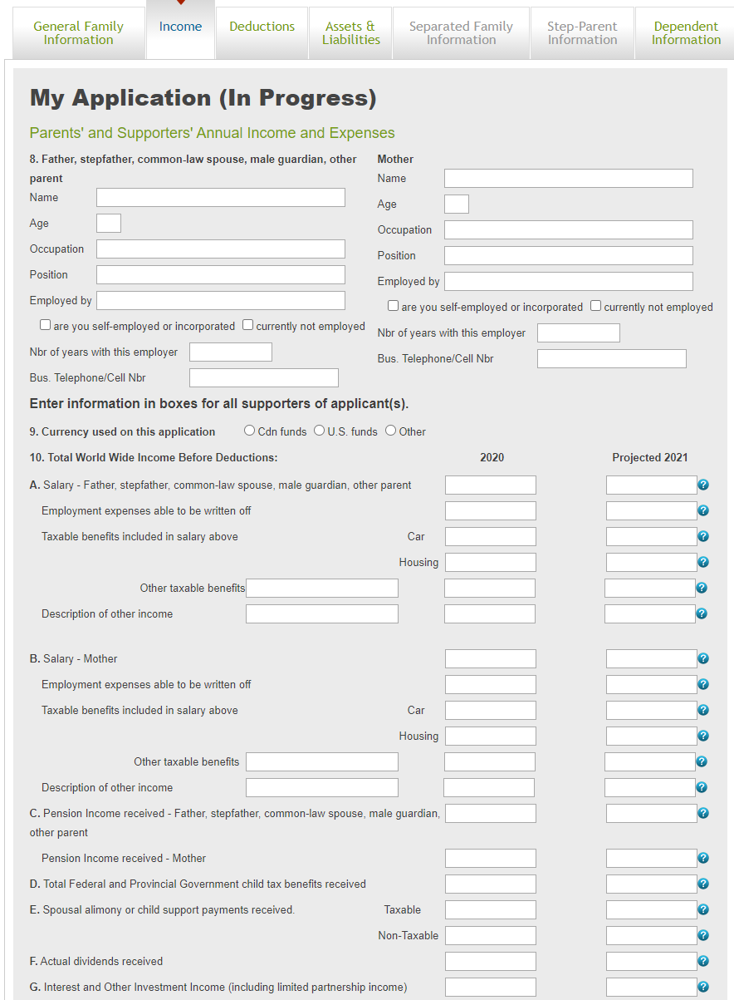 General Family
Information
Income
Deductions
Assets &
Liabilities
Separated Family
Information
Step-Parent
Information
Dependent
Information
My Application (In Progress)
Parents' and Supporters' Annual Income and Expenses
8. Father, stepfather, common-law spouse, male guardian, other
parent
Name
Age
Occupation
Position
Employed by
are you self-employed or incorporated currently not employed
Nbr of years with this employer
Bus. Telephone/Cell Nbr
Mother
Name
Age
Occupation
Position
Employed by
are you self-employed or incorporated currently not employed
Nbr of years with this employer
Bus. Telephone/Cell Nbr
Enter information in boxes for all supporters of applicant(s).
9. Currency used on this application Cdn funds U.S. funds Other
10. Total World Wide Income Before Deductions: 2020 Projected 2021
A. Salary - Father, stepfather, common-law spouse, male guardian, other parent ?
Employment expenses able to be written off ?
Taxable benefits included in salary above Car ?
Housing ?
Other taxable benefits ?
Description of other income ?
B. Salary - Mother ?
Employment expenses able to be written off ?
Taxable benefits included in salary above Car ?
Housing ?
Other taxable benefits ?
Description of other income ?
C. Pension Income received - Father, stepfather, common-law spouse, male guardian, ?
other parent
Pension Income received - Mother ?
D. Total Federal and Provincial Government child tax benefits received ?
E. Spousal alimony or child support payments received. Taxable ?
Non-Taxable ?
F. Actual dividends received ?
G. Interest and Other Investment Income (including limited partnership income) ?